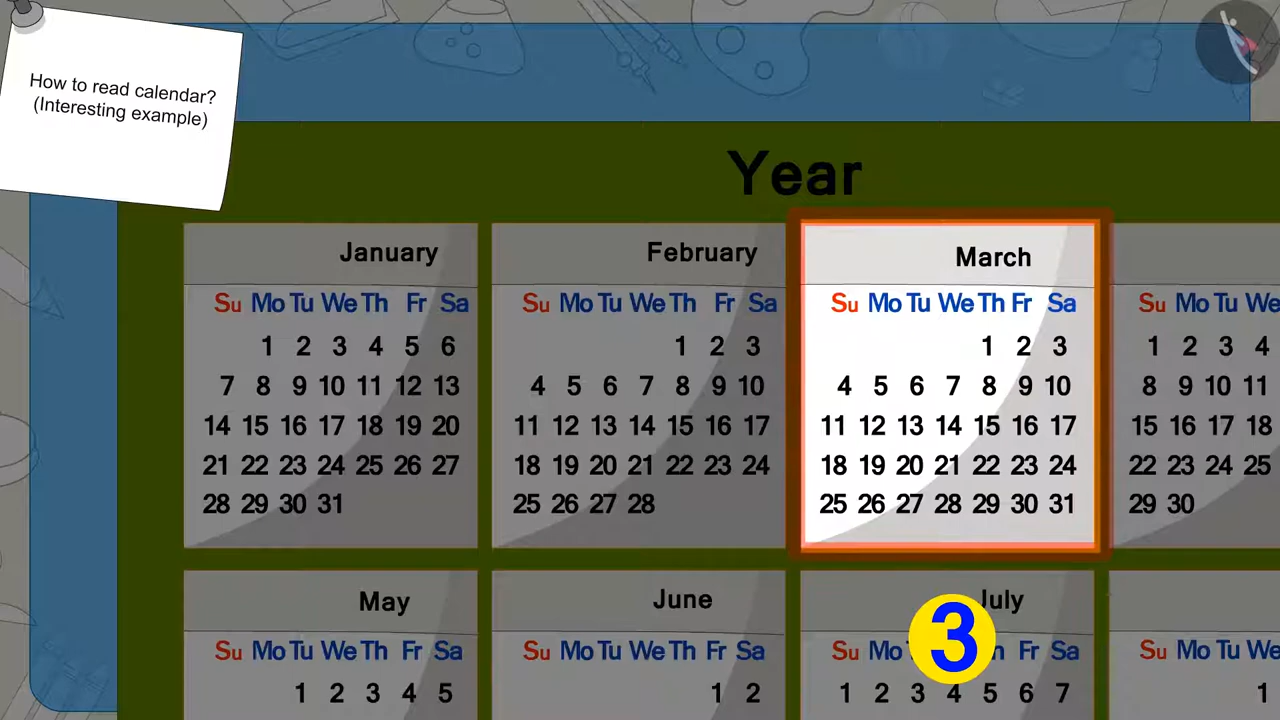 How to read calendar?
(Interesting example)
Year
January
Su Mo Tu We Th Fr Sa
1 2 3 4 5 6
7 8 9 10 11 12 13
14 15 16 17 18 19 20
21 22 23 24 25 26 27
28 29 30 31
February
Su Mo Tu We Th Fr Sa
1 2 3
4 5 6 7 8 9 10
11 12 13 14 15 16 17
18 19 20 21 22 23 24
25 26 27 28
March
Su Mo Tu We Th Fr Sa
1 2 3
4 5 6 7 8 9 10
11 12 13 14 15 16 17
18 19 20 21 22 23 24
25 26 27 28 29 30 31
Su Mo Tu We
1 2 3 4
8 9 10 11
15 16 17 18
22 23 24 25
29 30
May
Su Mo Tu We Th Fr Sa
1 2 3 4 5
June
Su Mo Tu We Th Fr Sa
1 2
July
Su Mo Fr Sa
1 2 3 4 5 6 7
3
Su Mo Tu We
1